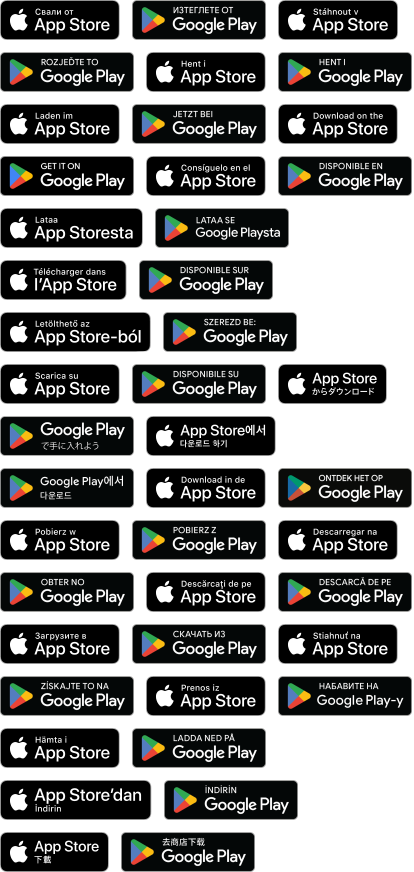 Свали от
App Store
ИЗТЕГЛЕТЕ ОТ
Google Play
Stáhnout v
App Store
ROZJEĎTE TO
Google Play
Hent i
App Store
HENT I
Google Play
Laden im
App Store
JETZT BEI
Google Play
Download on the
App Store
GET IT ON
Google Play
Consíguelo en el
App Store
DISPONIBLE EN
Google Play
Lataa
App Storesta
LATAA SE
Google Playsta
Télécharger dans
l'App Store
DISPONIBLE SUR
Google Play
Letölthető az
App Store-ból
SZEREZD BE:
Google Play
Scarica su
App Store
DISPONIBILE SU
Google Play
App Store
からダウンロード
Google Play
で手に入れよう
App Store에서
다운로드 하기
Google Play에서
다운로드
Download in de
App Store
ONTDEK HET OP
Google Play
Pobierz w
App Store
POBIERZ Z
Google Play
Descarregar na
App Store
OBTER NO
Google Play
Descărcați de pe
App Store
DESCARCĂ DE PE
Google Play
Загрузите в
App Store
СКАЧАТЬ ИЗ
Google Play
Stiahnuť na
App Store
ZÍSKAJTE TO NA
Google Play
Prenos iz
App Store
НАБАВИТЕ НА
Google Play-у
Hämta i
App Store
LADDA NED PÅ
Google Play
App Store'dan
İndirin
İNDİRİN
Google Play
App Store
下載
去商店下载
Google Play